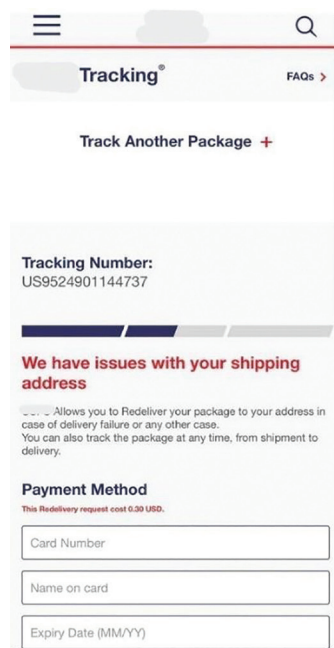 Tracking®
FAQs >
Track Another Package +
Tracking Number:
US9524901144737
We have issues with your shipping
address
Allows you to Redeliver your package to your address in
case of delivery failure or any other case.
You can also track the package at any time, from shipment to
delivery.
Payment Method
This Redelivery request cost 0.30 USD.
Card Number
Name on card
Expiry Date (MM/YY)